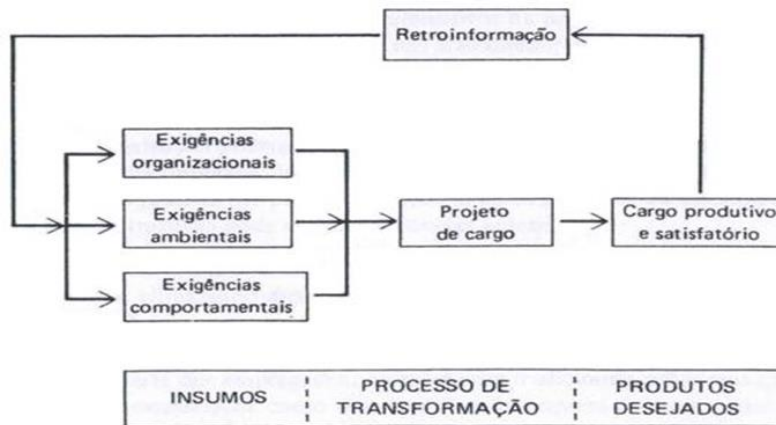 Retroinformação
Exigências
organizacionais
Exigências
ambientais
Exigências
comportamentais
Projeto
de cargo
Cargo produtivo
e satisfatório
INSUMOS
PROCESSO DE
TRANSFORMAÇÃO
PRODUTOS
DESEJADOS